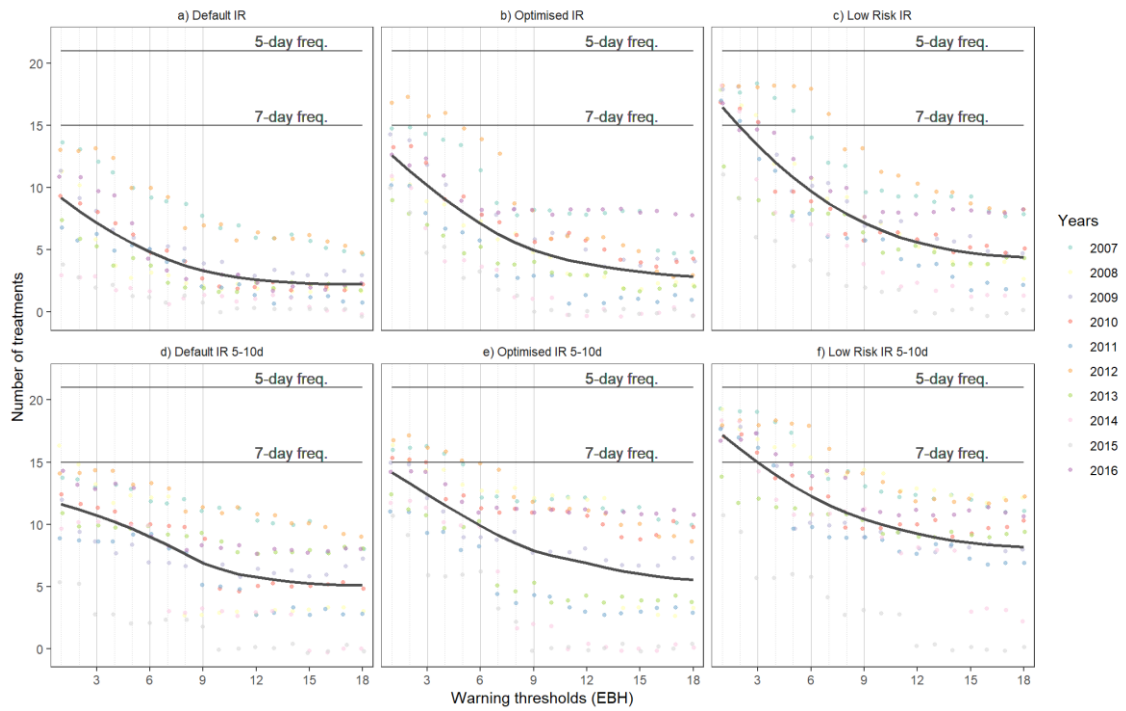 a) Default IR
b) Optimised IR
c) Low Risk IR
5-day freq.
5-day freq.
5-day freq.
7-day freq.
7-day freq.
7-day freq.
20
15
10
5
0
d) Default IR 5-10d
e) Optimised IR 5-10d
f) Low Risk IR 5-10d
5-day freq.
5-day freq.
5-day freq.
7-day freq.
7-day freq.
7-day freq.
20
15
10
5
0
3 6 9 12 15 18
3 6 9 12 15 18
3 6 9 12 15 18
Number of treatments
Warning thresholds (EBH)
Years
2007
2008
2009
2010
2011
2012
2013
2014
2015
2016